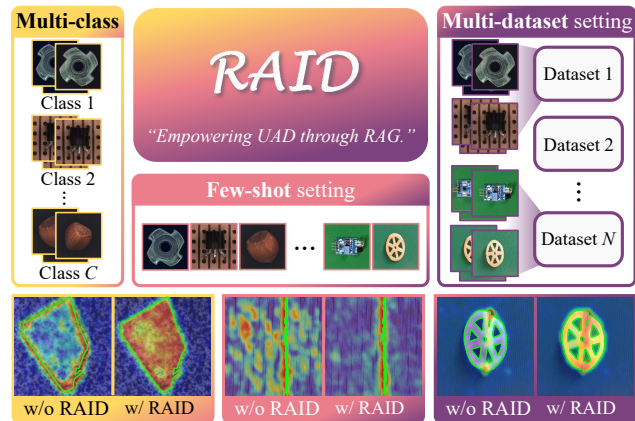 Multi-class
Class 1
Class 2
⋮
Class C
RAID
“Empowering UAD through RAG.”
Few-shot setting
...
Multi-dataset setting
Dataset 1
Dataset 2
⋮
Dataset N
w/o RAID
w/ RAID
w/o RAID
w/ RAID
w/o RAID
w/ RAID